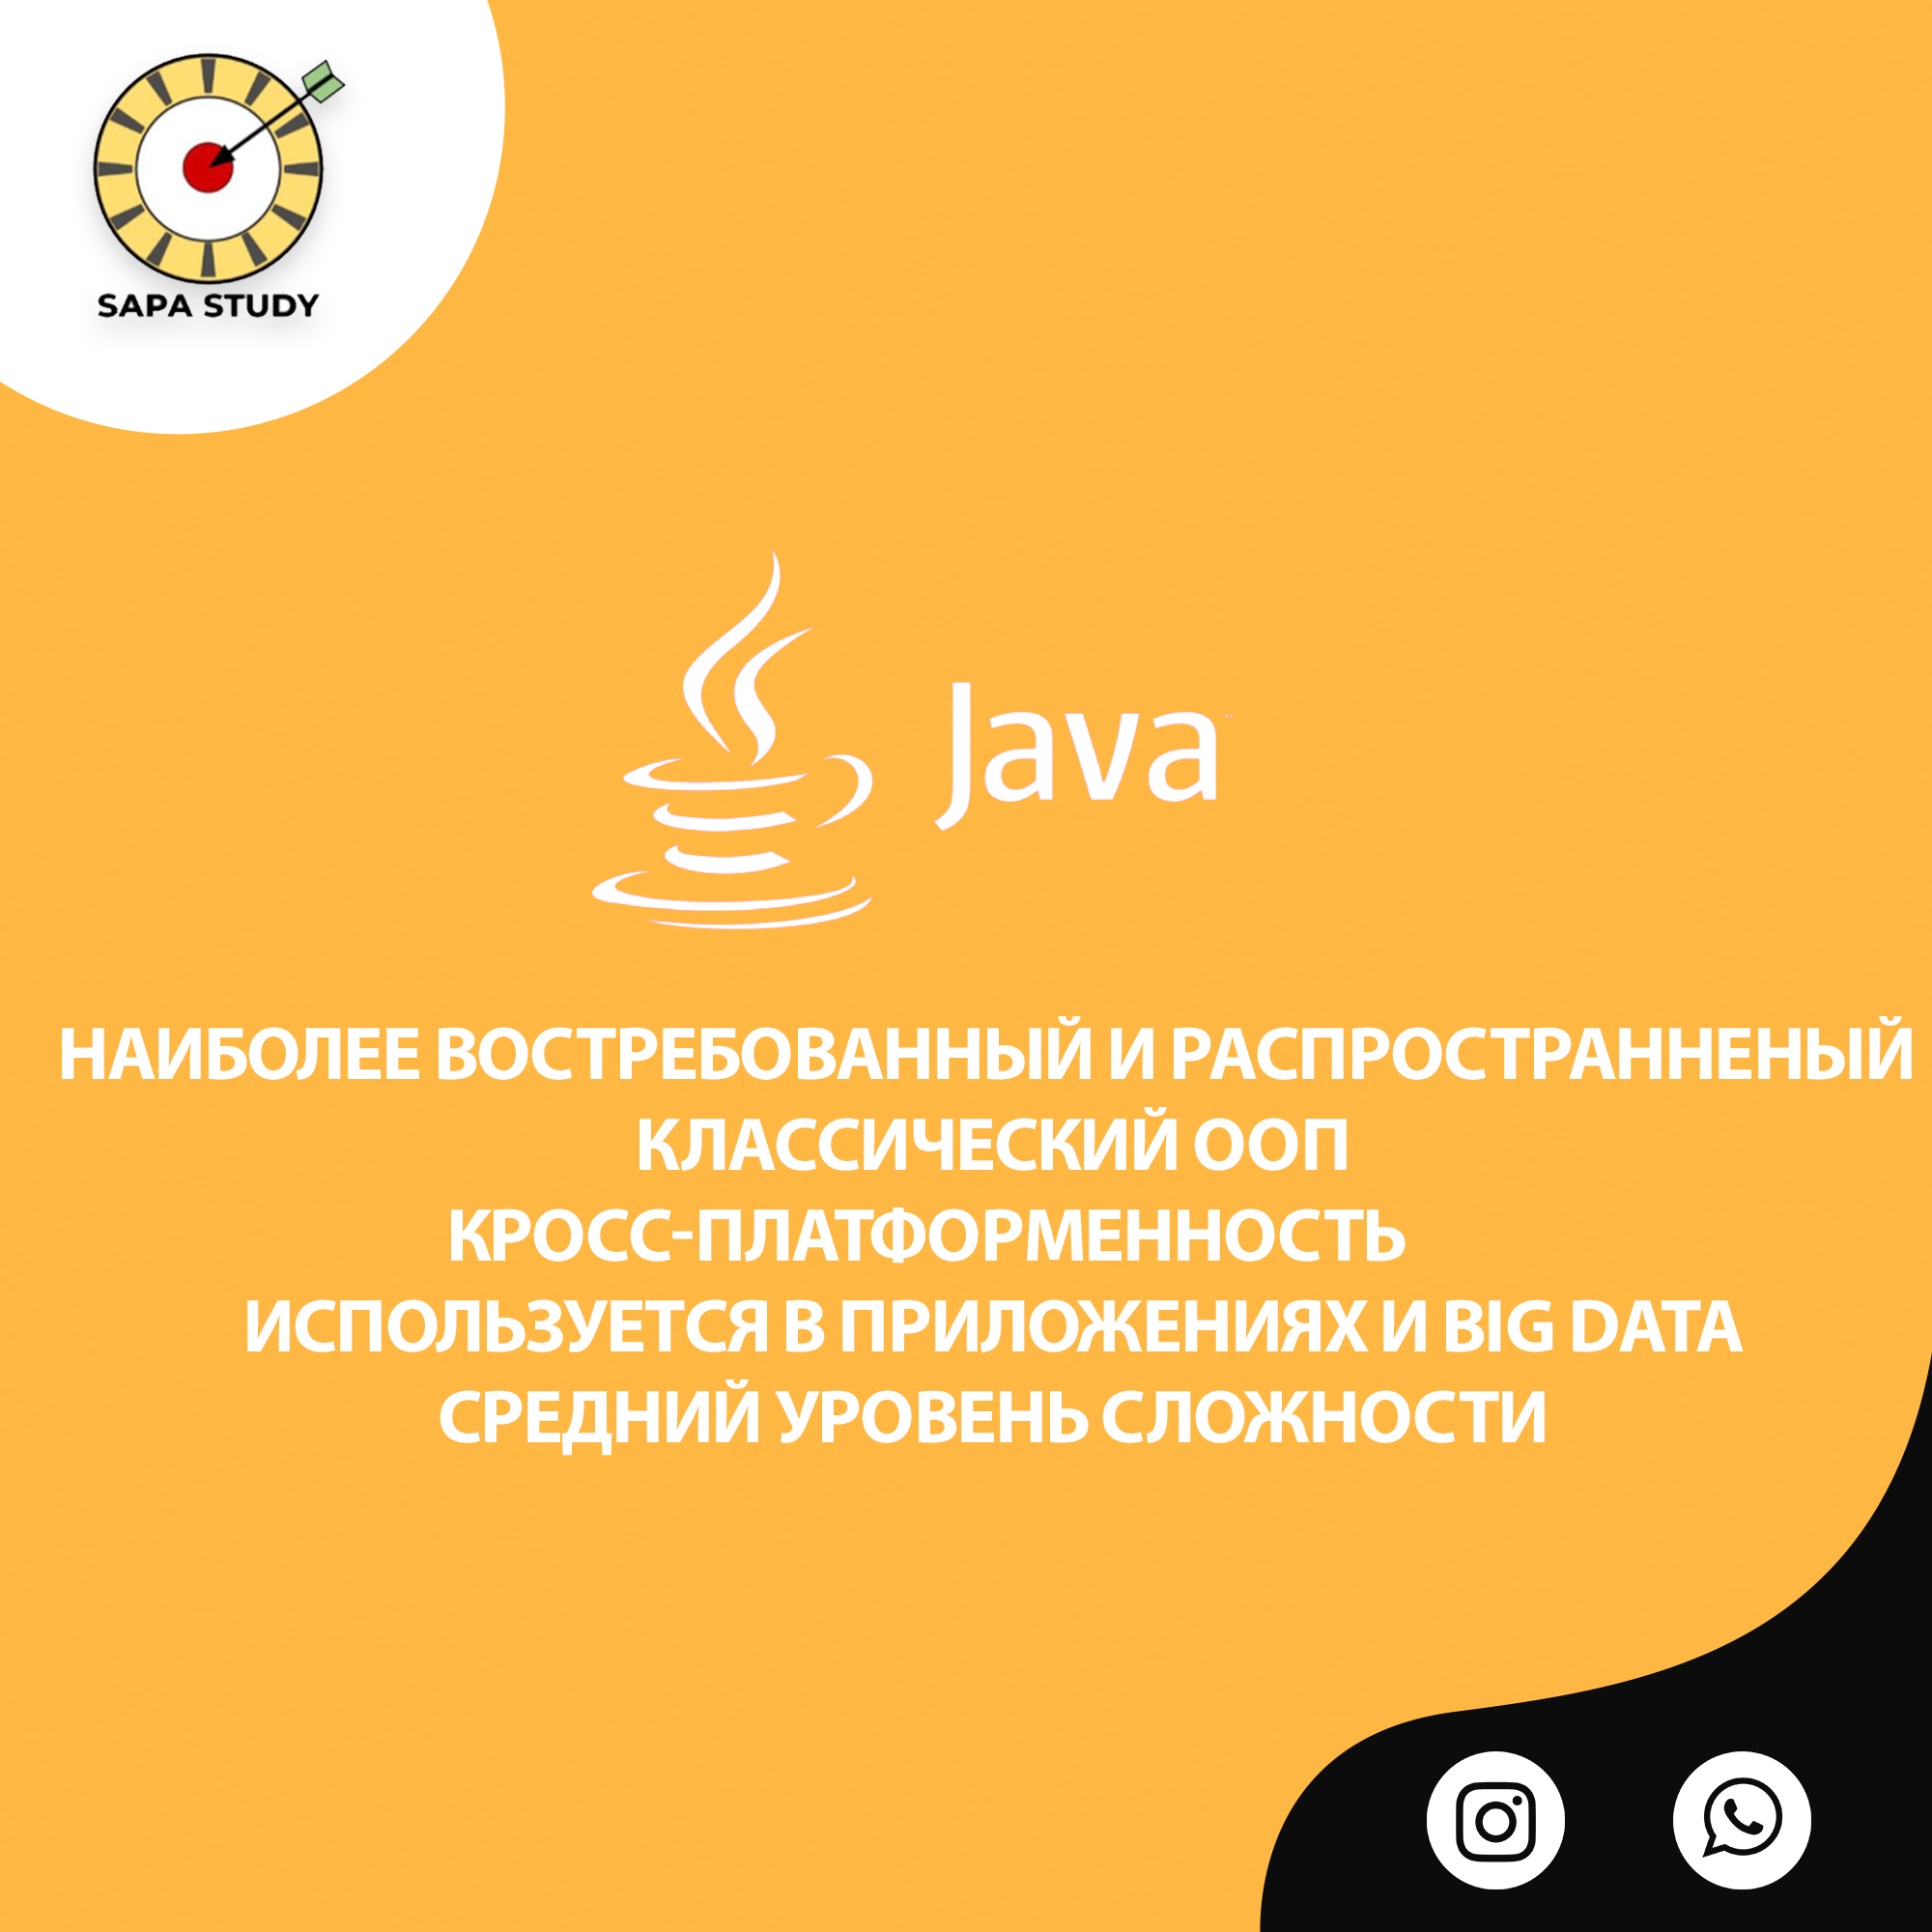 SAPA STUDY
Java
НАИБОЛЕЕ ВОСТРЕБОВАННЫЙ И РАСПРОСТРАННЕНЫЙ
КЛАССИЧЕСКИЙ ООП
КРОСС-ПЛАТФОРМЕННОСТЬ
ИСПОЛЬЗУЕТСЯ В ПРИЛОЖЕНИЯХ И BIG DATA
СРЕДНИЙ УРОВЕНЬ СЛОЖНОСТИ